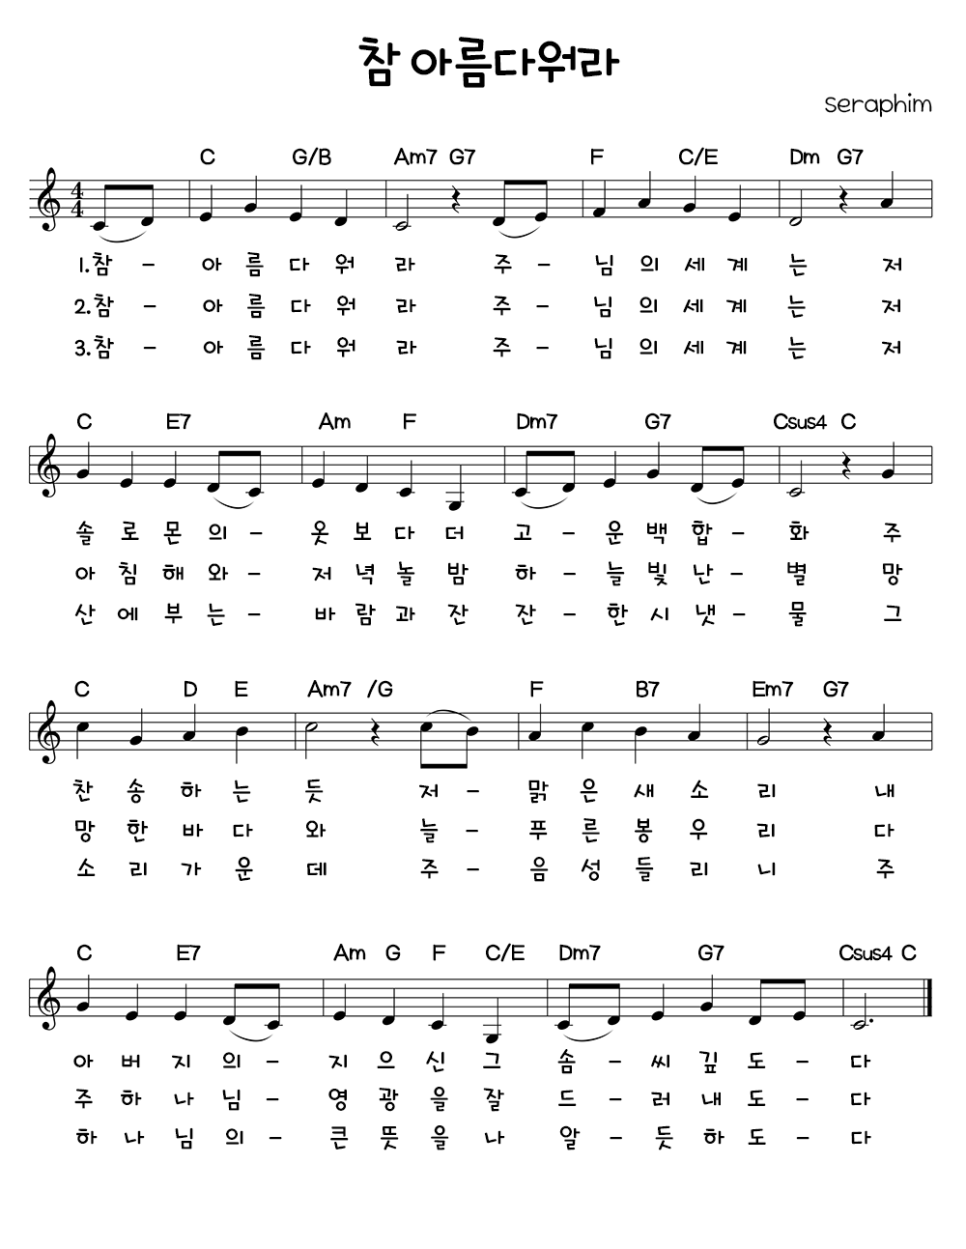 참 아름다워라
seraphim
C G/B Am7 G7 F C/E Dm G7
4
4
1.참 - 아 름 다 워 라 주 - 님 의 세 계 는 저
2.참 - 아 름 다 워 라 주 - 님 의 세 계 는 저
3.참 - 아 름 다 워 라 주 - 님 의 세 계 는 저
C E7 Am F Dm7 G7 Csus4 C
솔 로 몬 의 - 옷 보 다 더 고 - 운 백 합 - 화 주
아 침 해 와 - 저 녁 놀 밤 하 - 늘 빛 난 - 별 망
산 에 부 는 - 바 람 과 잔 잔 - 한 시 냇 - 물 그
C D E Am7 /G F B7 Em7 G7
찬 송 하 는 듯 저 - 맑 은 새 소 리 내
망 한 바 다 와 늘 - 푸 른 봉 우 리 다
소 리 가 운 데 주 - 음 성 들 리 니 주
C E7 Am G F C/E Dm7 G7 Csus4 C
아 버 지 의 - 지 으 신 그 솜 - 씨 깊 도 - 다
주 하 나 님 - 영 광 을 잘 드 - 러 내 도 - 다
하 나 님 의 - 큰 뜻 을 나 알 - 듯 하 도 - 다